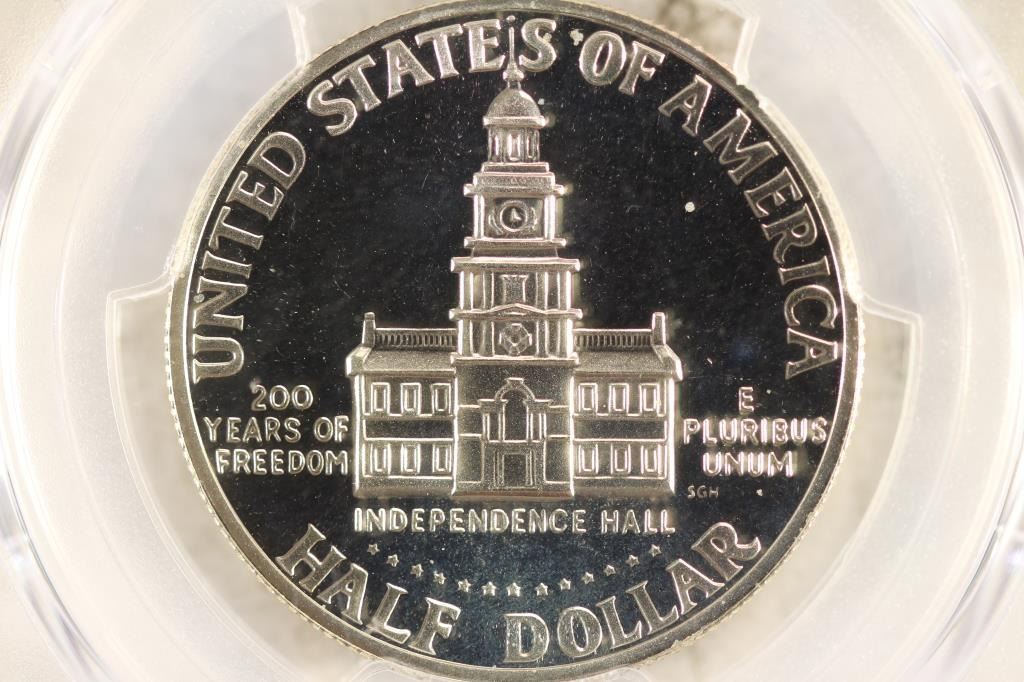 UNITED STATES OF AMERICA
200
YEARS OF
FREEDOM
E
PLURIBUS
UNUM
SGH
INDEPENDENCE HALL
HALF DOLLAR